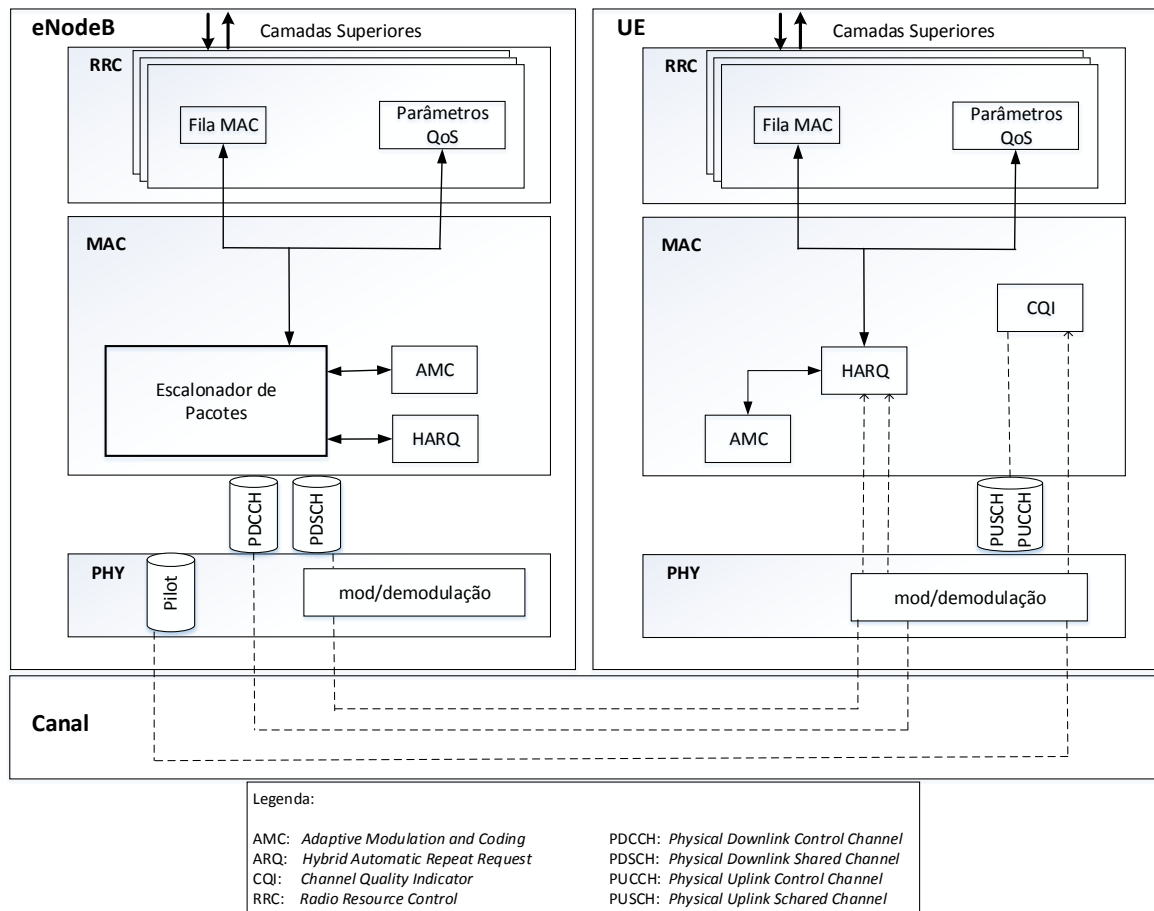 eNodeB
Camadas Superiores
RRC
Fila MAC
Parâmetros
QoS
MAC
Escalonador de
Pacotes
AMC
HARQ
PDCCH
PDSCH
PHY
Pilot
mod/demodulação
UE
Camadas Superiores
RRC
Fila MAC
Parâmetros
QoS
MAC
CQI
HARQ
AMC
PUSCH
PUCCH
PHY
mod/demodulação
Canal
Legenda:
AMC: Adaptive Modulation and Coding
ARQ: Hybrid Automatic Repeat Request
CQI: Channel Quality Indicator
RRC: Radio Resource Control
PDCCH: Physical Downlink Control Channel
PDSCH: Physical Downlink Shared Channel
PUCCH: Physical Uplink Control Channel
PUSCH: Physical Uplink Schared Channel